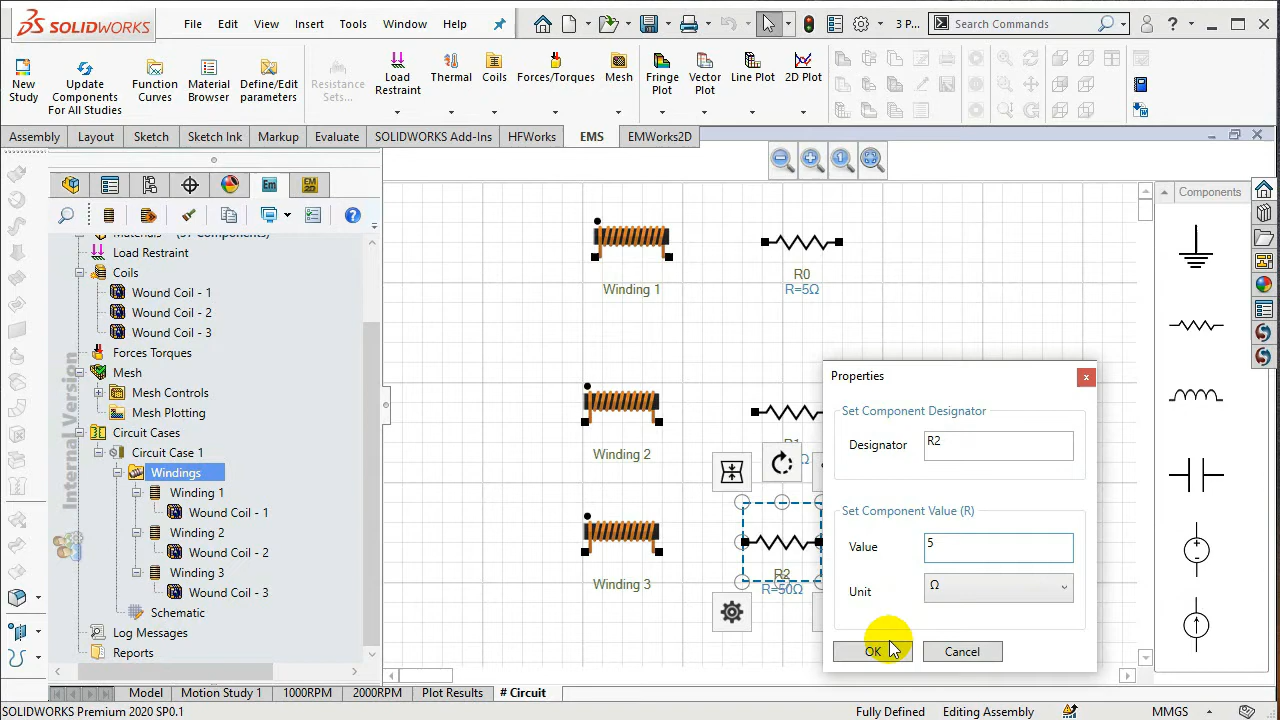 SOLIDWORKS
File Edit View Insert Tools Window Help
3 P...
Search Commands
New Study
Update Components For All Studies
Function Curves
Material Browser
Define/Edit parameters
Resistance Sets...
Load Restraint
Thermal
Coils
Forces/Torques
Mesh
Fringe Plot
Vector Plot
Line Plot
2D Plot
Assembly Layout Sketch Sketch Ink Markup Evaluate SOLIDWORKS Add-Ins HFWorks EMS EMWorks2D
Load Restraint
Coils
Wound Coil - 1
Wound Coil - 2
Wound Coil - 3
Forces Torques
Mesh
Mesh Controls
Mesh Plotting
Circuit Cases
Circuit Case 1
Windings
Winding 1
Wound Coil - 1
Winding 2
Wound Coil - 2
Winding 3
Wound Coil - 3
Schematic
Log Messages
Reports
Internal Version
Winding 1
R0
R=5Ω
Winding 2
Winding 3
R2
R=50Ω
Properties
Set Component Designator
Designator R2
Set Component Value (R)
Value 5
Unit Ω
OK Cancel
Components
Model Motion Study 1 1000RPM 2000RPM Plot Results # Circuit
SOLIDWORKS Premium 2020 SP0.1
Fully Defined Editing Assembly MMGS